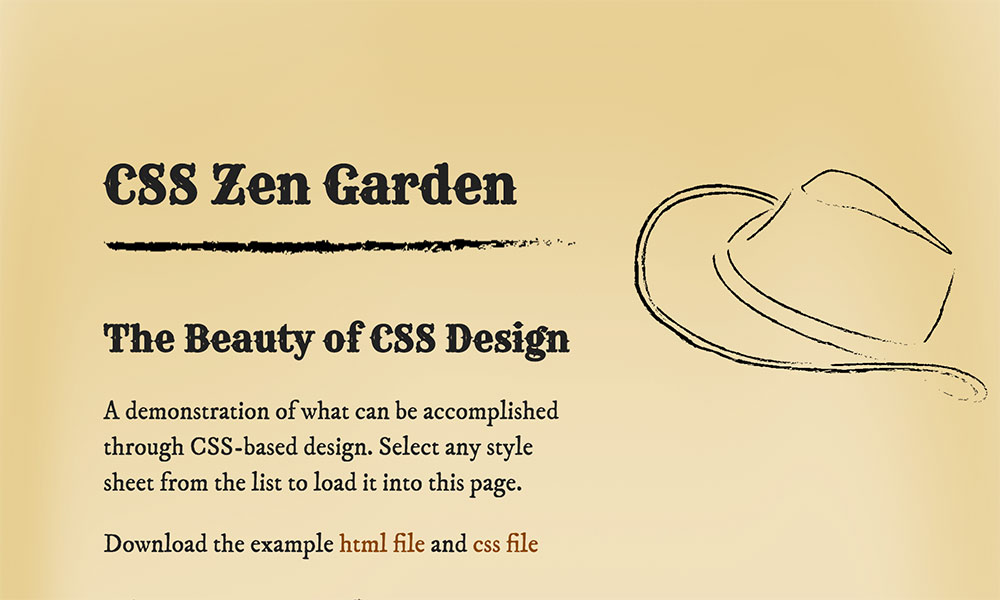 CSS Zen Garden
The Beauty of CSS Design
A demonstration of what can be accomplished
through CSS-based design. Select any style
sheet from the list to load it into this page.
Download the example html file and css file